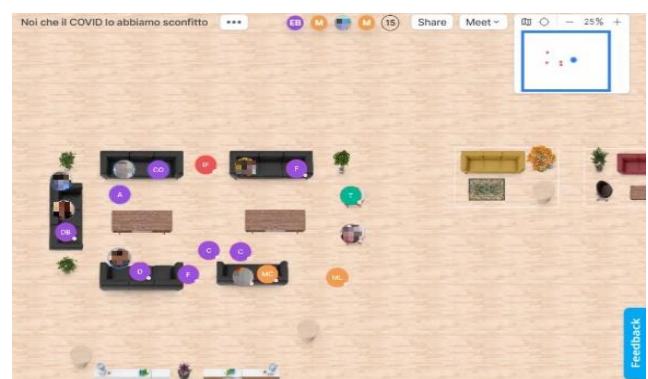 Noi che il COVID lo abbiamo sconfitto ••• EB M M 15 Share Meet 25%
CO
F
A
T
DB
C
C
D
F
MC
ML
Feedback